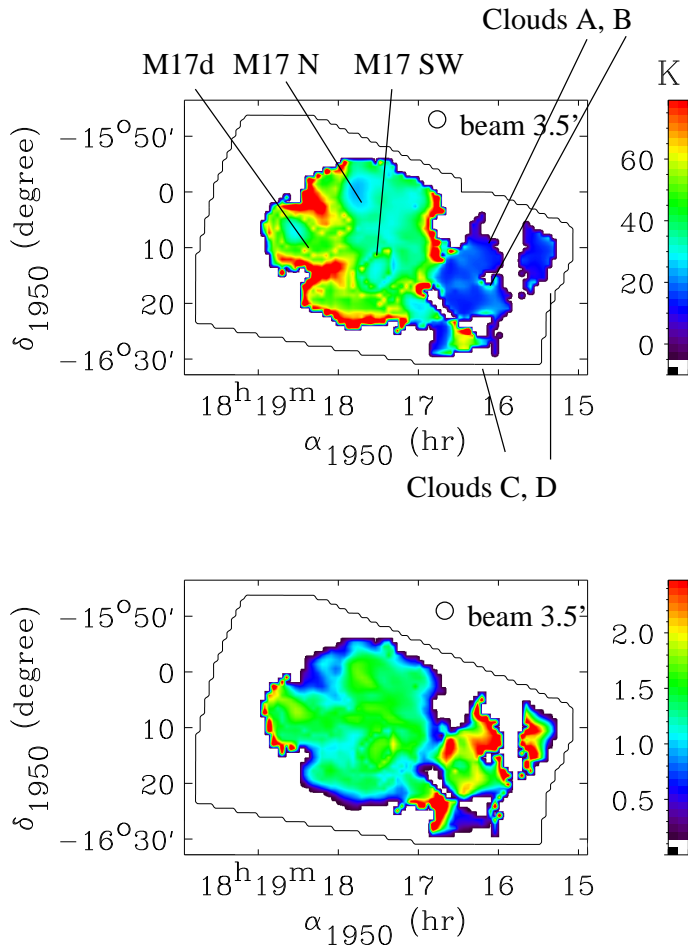 Clouds A, B
M17d M17 N M17 SW
K
beam 3.5'
−15°50′
0
10
20
−16°30′
δ1950 (degree)
60
40
20
0
18h19m 18 17 16 15
α1950 (hr)
Clouds C, D
beam 3.5'
−15°50′
0
10
20
−16°30′
δ1950 (degree)
2.0
1.5
1.0
0.5
18h19m 18 17 16 15
α1950 (hr)